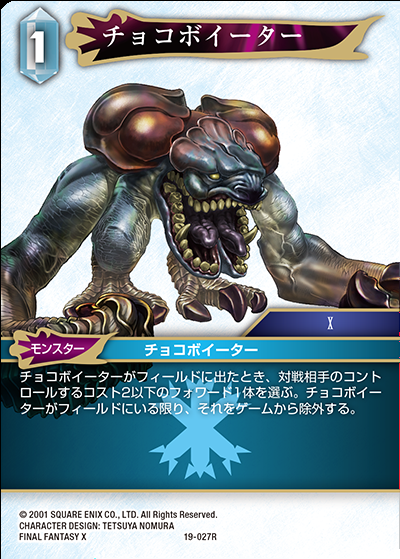 1
チョコボイーター
X
モンスター
チョコボイーター
チョコボイーターがフィールドに出たとき、対戦相手のコント
ロールするコスト2以下のフォワード1体を選ぶ。チョコボイー
ターがフィールドにいる限り、それをゲームから除外する。
© 2001 SQUARE ENIX CO., LTD. All Rights Reserved.
CHARACTER DESIGN: TETSUYA NOMURA
FINAL FANTASY X 19-027R